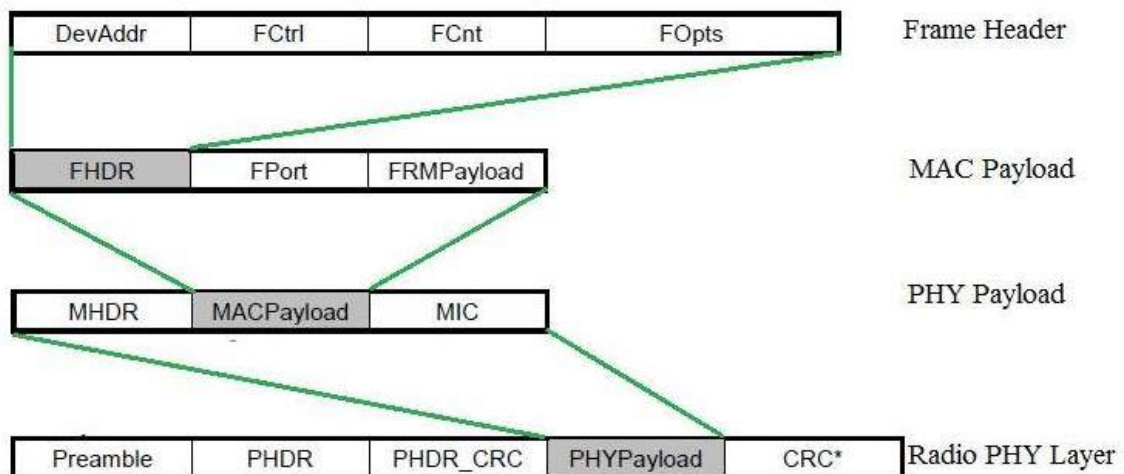 DevAddr FCtrl FCnt FOpts Frame Header
FHDR FPort FRMPayload MAC Payload
MHDR MACPayload MIC PHY Payload
Preamble PHDR PHDR_CRC PHYPayload CRC* Radio PHY Layer